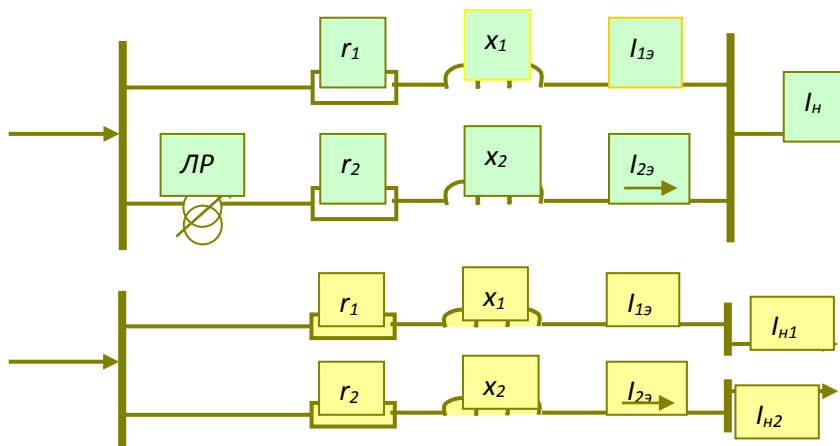 r₁ x₁ I₁э
Iн
ЛР r₂ x₂ I₂э
r₁ x₁ I₁э Iн1
r₂ x₂ I₂э Iн2